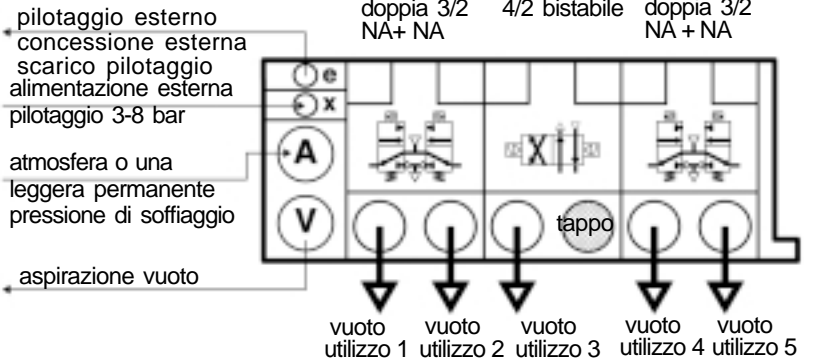 pilotaggio esterno
concessione esterna
scarico pilotaggio
alimentazione esterna
pilotaggio 3-8 bar
atmosfera o una
leggera permanente
pressione di soffiaggio
aspirazione vuoto
doppia 3/2
NA+ NA
4/2 bistabile
doppia 3/2
NA + NA
e
x
A
V
tappo
vuoto
utilizzo 1
vuoto
utilizzo 2
vuoto
utilizzo 3
vuoto
utilizzo 4
vuoto
utilizzo 5